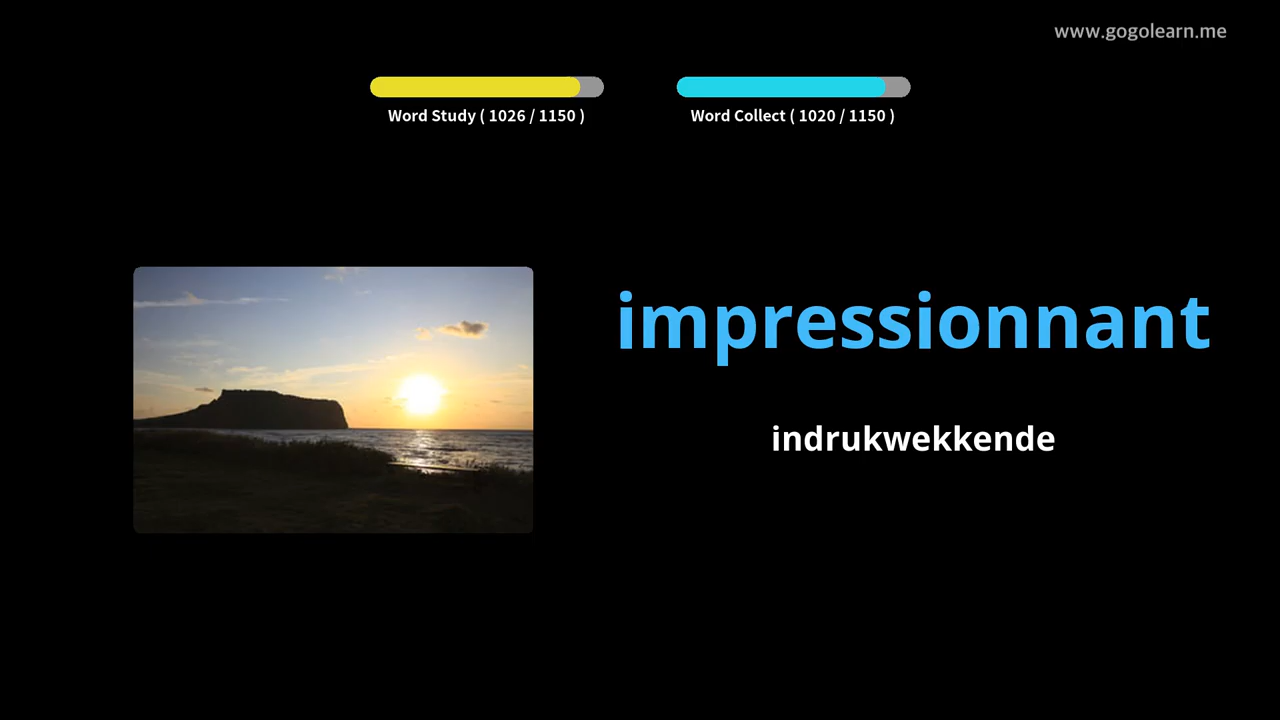 www.gogolearn.me
Word Study ( 1026 / 1150 )
Word Collect ( 1020 / 1150 )
impressionnant
indrukwekkende